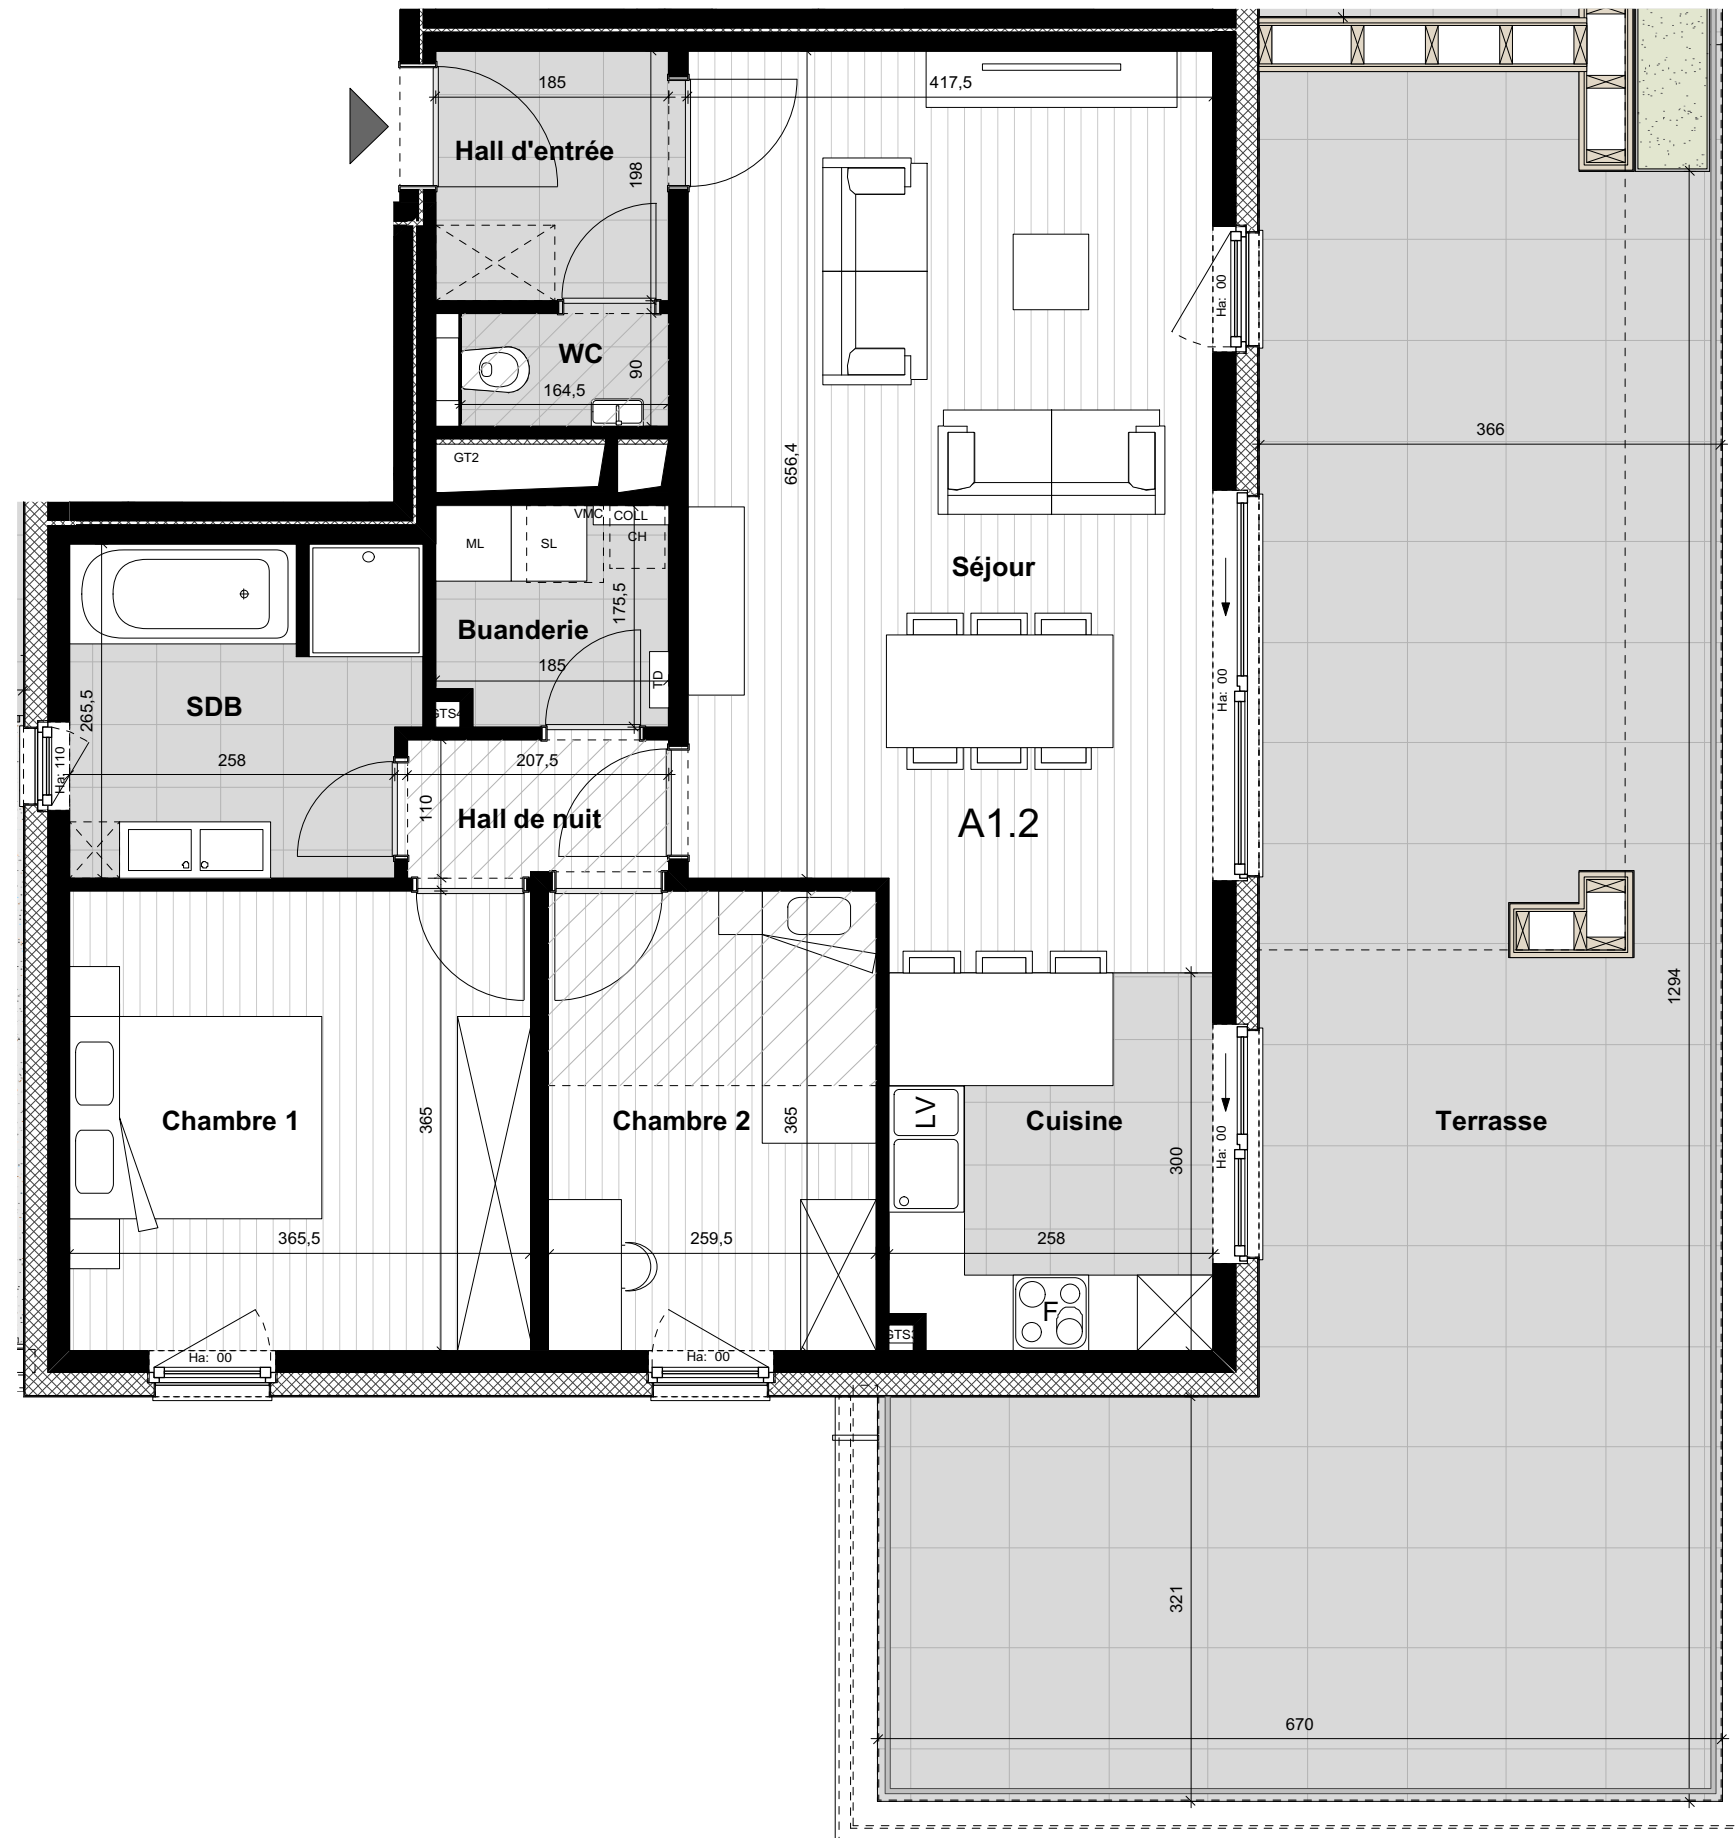 185
417,5
Hall d'entrée
198
Ha: 00
WC
90
164,5
366
656,4
GT2
VMC
COLL
CH
ML
SL
175,5
Séjour
Buanderie
185
TD
Ha: 00
265,5
SDB
GTS4
258
207,5
Ha: 110
110
Hall de nuit
A1.2
1294
LV
Chambre 1
365
Chambre 2
365
Cuisine
Ha: 00
300
Terrasse
365,5
259,5
258
F
Ha: 00
Ha: 00
321
670